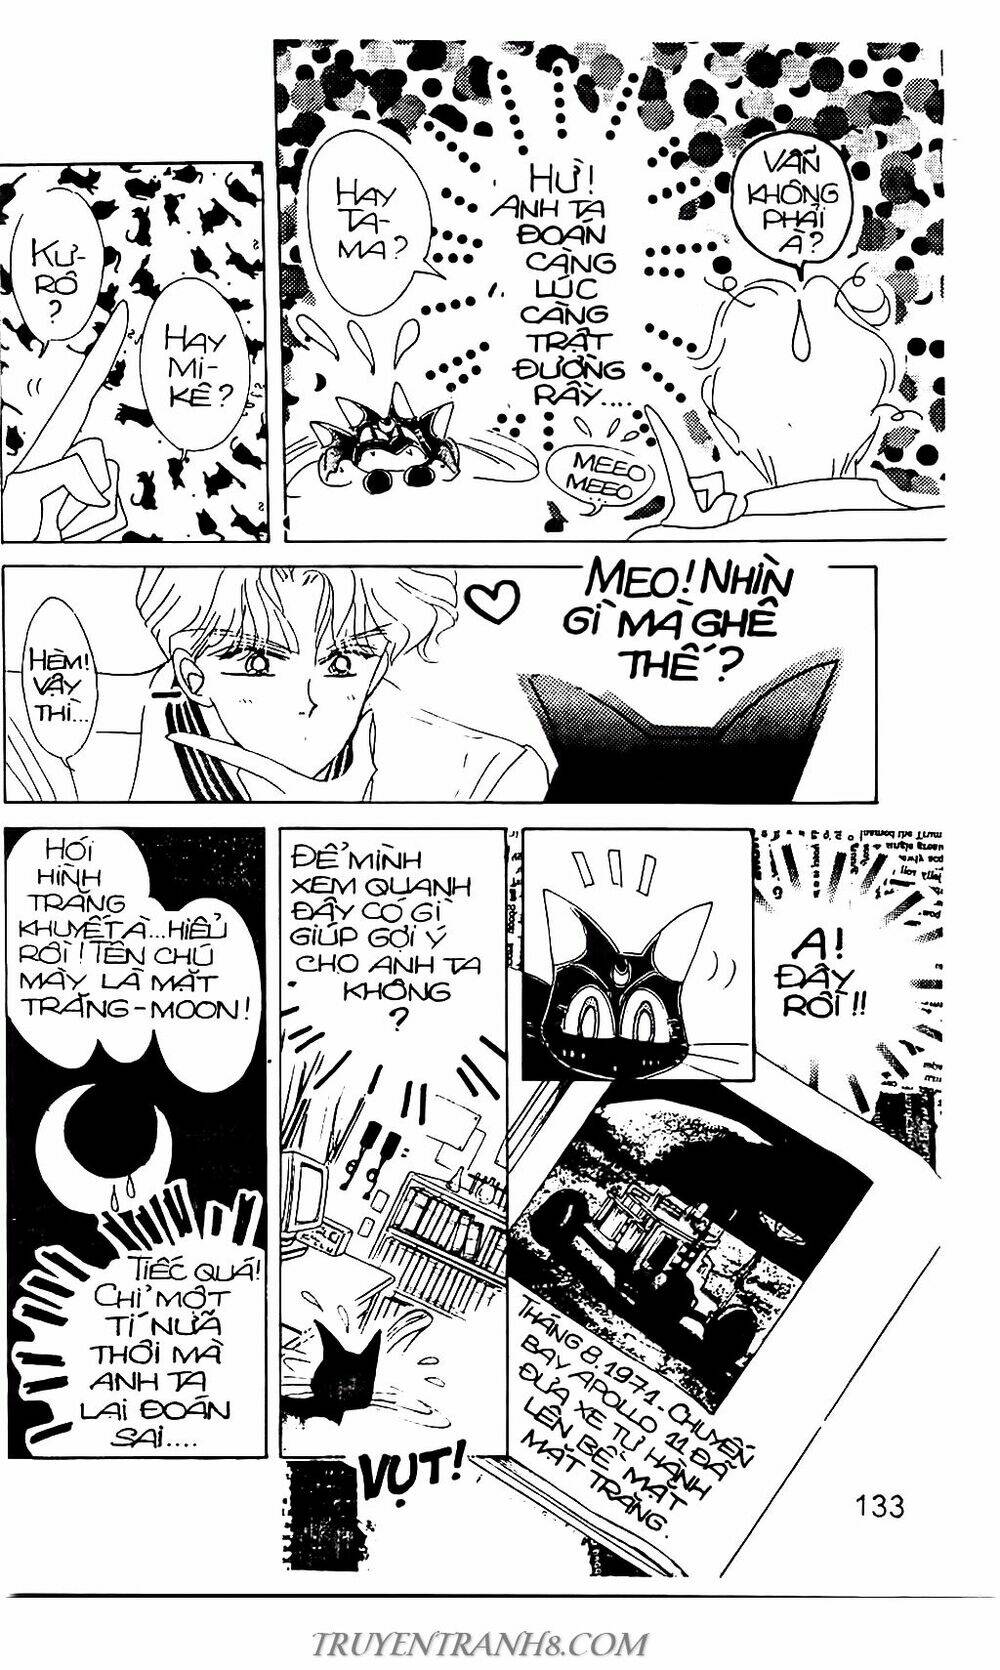 KƯ-
RÔ?
HAY
MI-
KÊ?
HAY
TA-
MA?
HỪ!
ANH TA
ĐOÁN
CÀNG
LÚC
CÀNG
TRẬT
ĐƯỜNG
RẦY....
VẪN
KHÔNG
PHẢI
À?
MEEO
MEEO
HÈM!
VẬY
THÌ...
MEO! NHÌN
GÌ MÀ GHÊ
THẾ?
HÓI
HÌNH
TRĂNG
KHUYẾT À...HIỂU
RỒI! TÊN CHÚ
MÀY LÀ MẶT
TRĂNG-MOON!
TIẾC QUÁ!
CHỈ MỘT
TÍ NỮA
THÔI MÀ
ANH TA
LẠI ĐOÁN
SAI....
ĐỂ MÌNH
XEM QUANH
ĐÂY CÓ GÌ
GIÚP GỢI Ý
CHO ANH TA
KHÔNG
?
VỤT!
A!
ĐÂY
RỒI!!
THÁNG 8.1971. CHUYẾN
BAY APOLLO 11 ĐÃ
ĐƯA XE TỰ HÀNH
LÊN BỀ MẶT
MẶT TRĂNG.
133
TRUYENTRANH8.COM